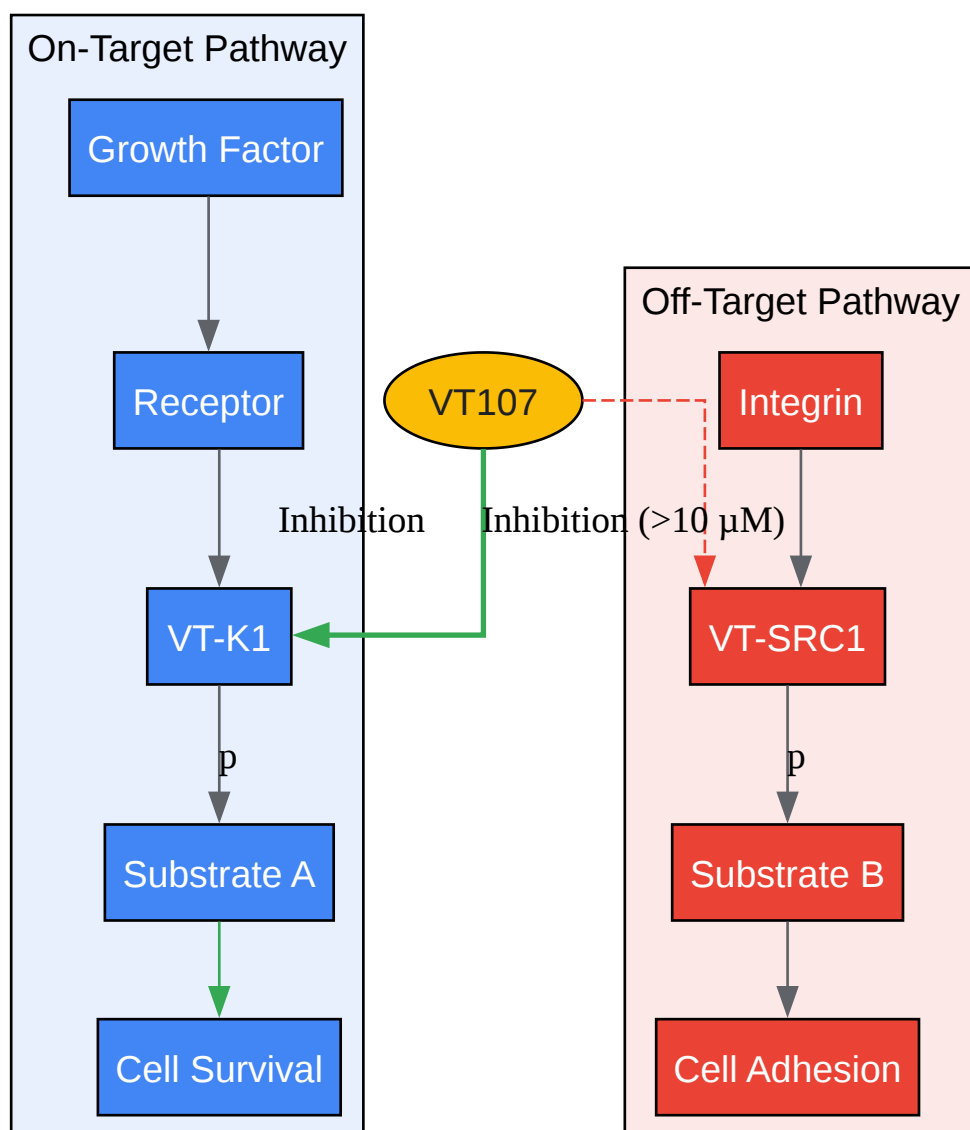 On-Target Pathway
Growth Factor
Off-Target Pathway
Receptor
VT107
Integrin
Inhibition
Inhibition (>10 µM)
VT-K1
VT-SRC1
p
p
Substrate A
Substrate B
Cell Survival
Cell Adhesion